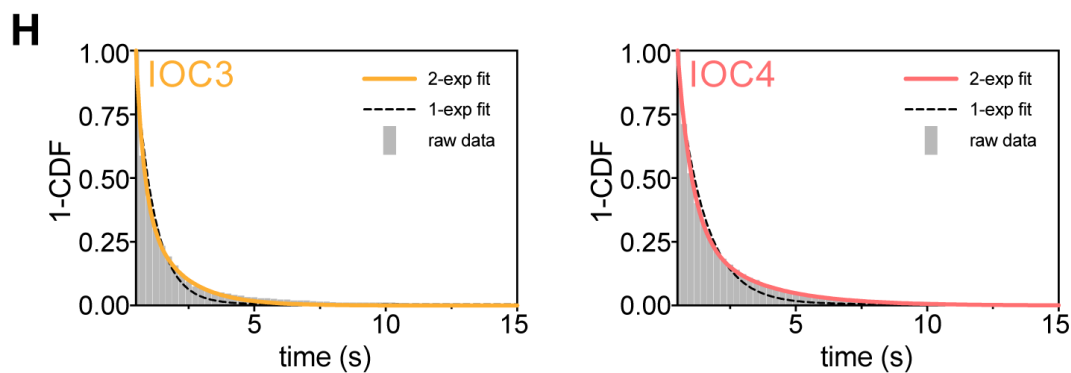 H
IOC3
2-exp fit
1-exp fit
raw data
1-CDF
1.00
0.75
0.50
0.25
0.00
5
10
15
time (s)
IOC4
2-exp fit
1-exp fit
raw data
1-CDF
1.00
0.75
0.50
0.25
0.00
5
10
15
time (s)